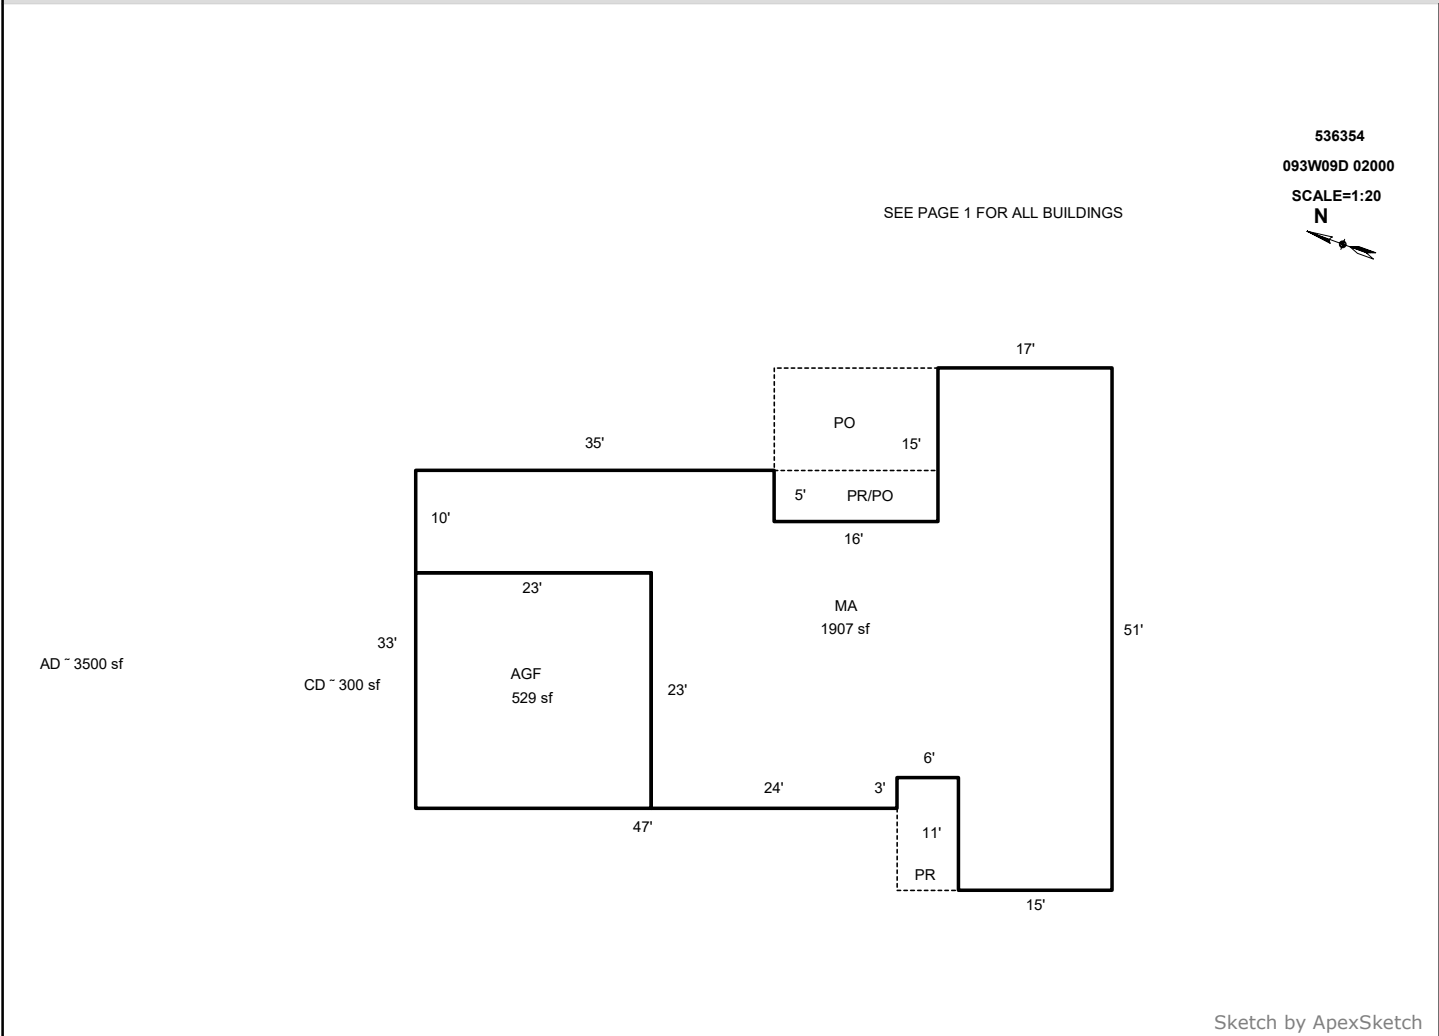 536354
093W09D 02000
SCALE=1:20
N
SEE PAGE 1 FOR ALL BUILDINGS
17'
PO
15'
35'
5'
PR/PO
10'
16'
23'
MA
1907 sf
51'
33'
AD ˜ 3500 sf
CD ˜ 300 sf
AGF
529 sf
23'
6'
24'
3'
47'
11'
PR
15'
Sketch by ApexSketch